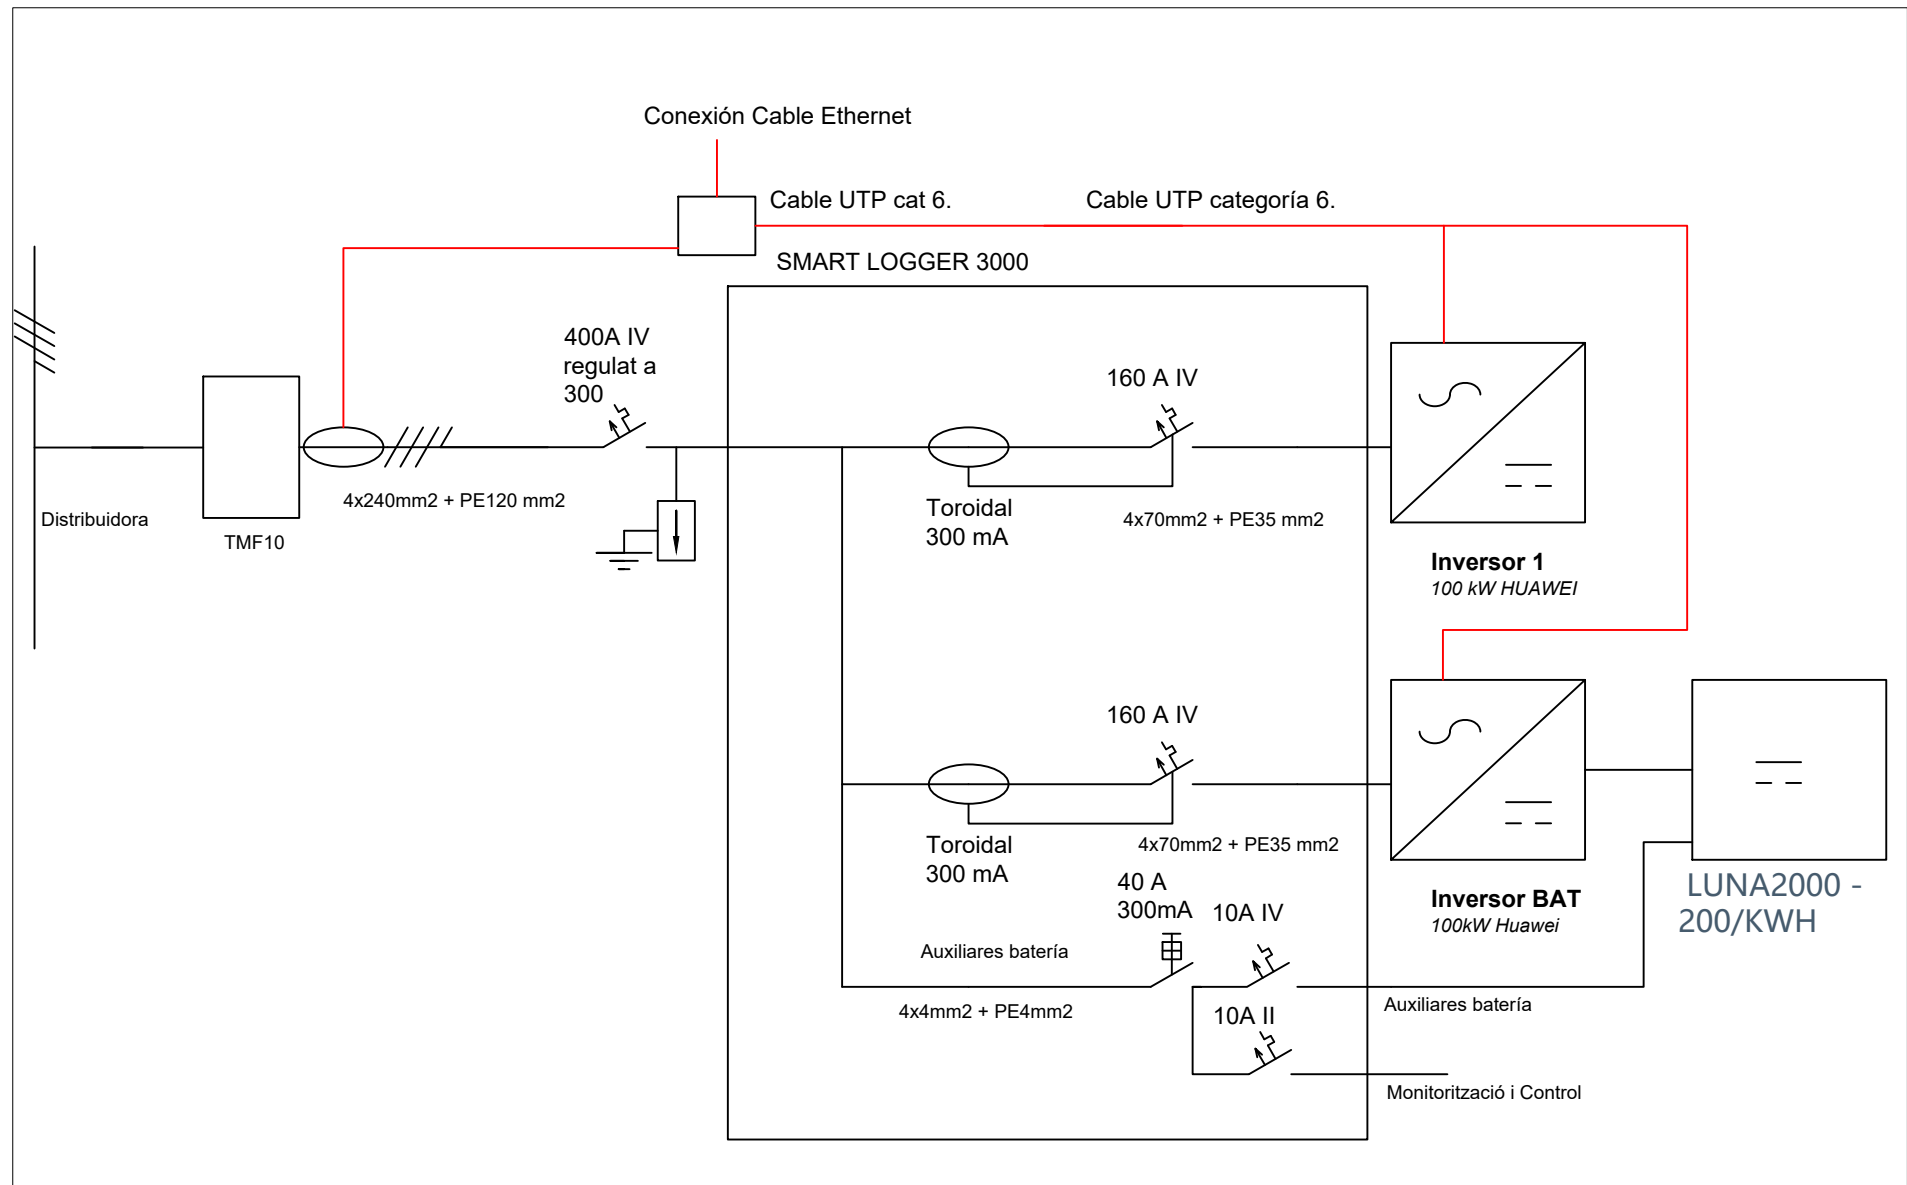 Conexión Cable Ethernet
Cable UTP cat 6.
Cable UTP categoría 6.
SMART LOGGER 3000
400A IV
regulat a
300
160 A IV
4x240mm2 + PE120 mm2
Distribuidora
TMF10
Toroidal
300 mA
4x70mm2 + PE35 mm2
Inversor 1
100 kW HUAWEI
160 A IV
Toroidal
300 mA
4x70mm2 + PE35 mm2
40 A
300mA
10A IV
Inversor BAT
100kW Huawei
LUNA2000 -
200/KWH
Auxiliares batería
4x4mm2 + PE4mm2
10A II
Auxiliares batería
Monitorització i Control